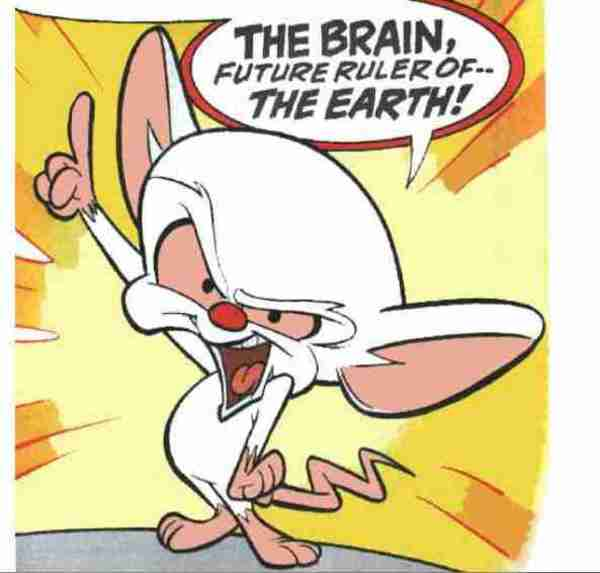 THE BRAIN,
FUTURE RULER OF--
THE EARTH!